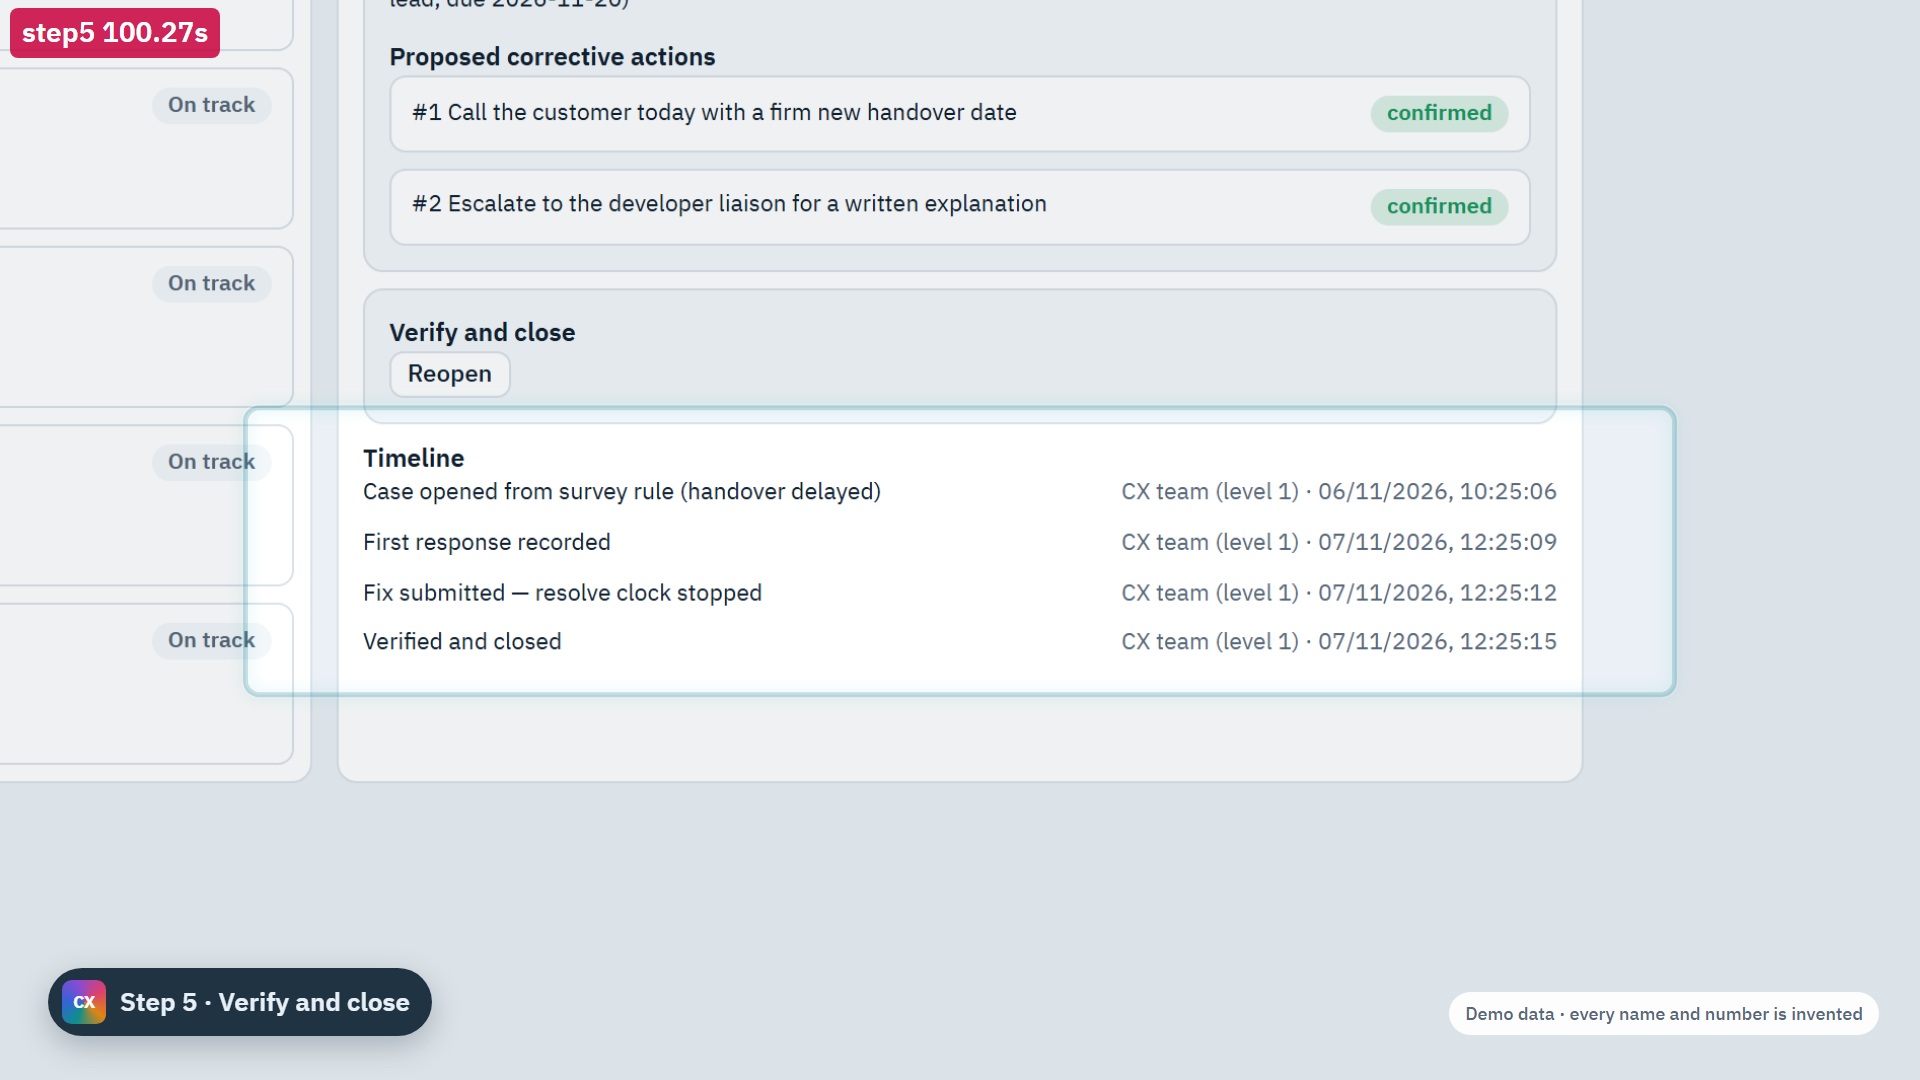 step5 100.27s
lead, due 2026-11-20)
Proposed corrective actions
#1 Call the customer today with a firm new handover date
confirmed
#2 Escalate to the developer liaison for a written explanation
confirmed
Verify and close
Reopen
Timeline
Case opened from survey rule (handover delayed)
CX team (level 1) · 06/11/2026, 10:25:06
First response recorded
CX team (level 1) · 07/11/2026, 12:25:09
Fix submitted — resolve clock stopped
CX team (level 1) · 07/11/2026, 12:25:12
Verified and closed
CX team (level 1) · 07/11/2026, 12:25:15
On track
On track
On track
On track
CX
Step 5 · Verify and close
Demo data · every name and number is invented